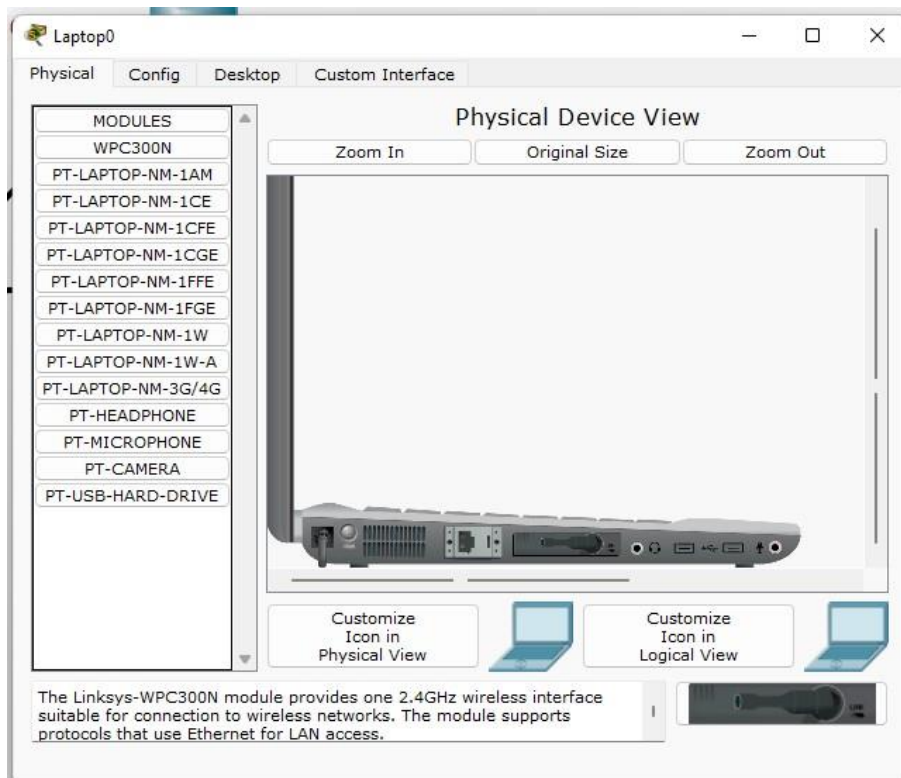 Laptop0
Physical Config Desktop Custom Interface
MODULES
WPC300N
PT-LAPTOP-NM-1AM
PT-LAPTOP-NM-1CE
PT-LAPTOP-NM-1CFE
PT-LAPTOP-NM-1CGE
PT-LAPTOP-NM-1FFE
PT-LAPTOP-NM-1FGE
PT-LAPTOP-NM-1W
PT-LAPTOP-NM-1W-A
PT-LAPTOP-NM-3G/4G
PT-HEADPHONE
PT-MICROPHONE
PT-CAMERA
PT-USB-HARD-DRIVE
Physical Device View
Zoom In Original Size Zoom Out
Customize
Icon in
Physical View
Customize
Icon in
Logical View
The Linksys-WPC300N module provides one 2.4GHz wireless interface
suitable for connection to wireless networks. The module supports
protocols that use Ethernet for LAN access.